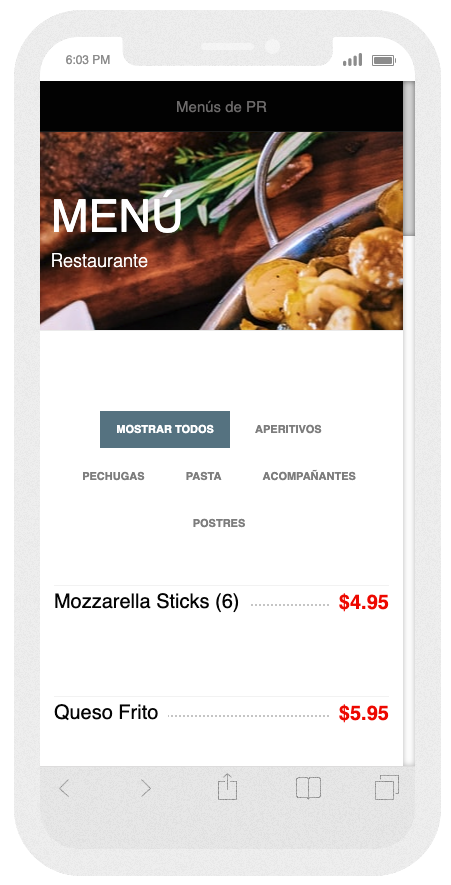 6:03 PM
Menús de PR
MENÚ
Restaurante
MOSTRAR TODOS
APERITIVOS
PECHUGAS
PASTA
ACOMPAÑANTES
POSTRES
Mozzarella Sticks (6) $4.95
Queso Frito $5.95